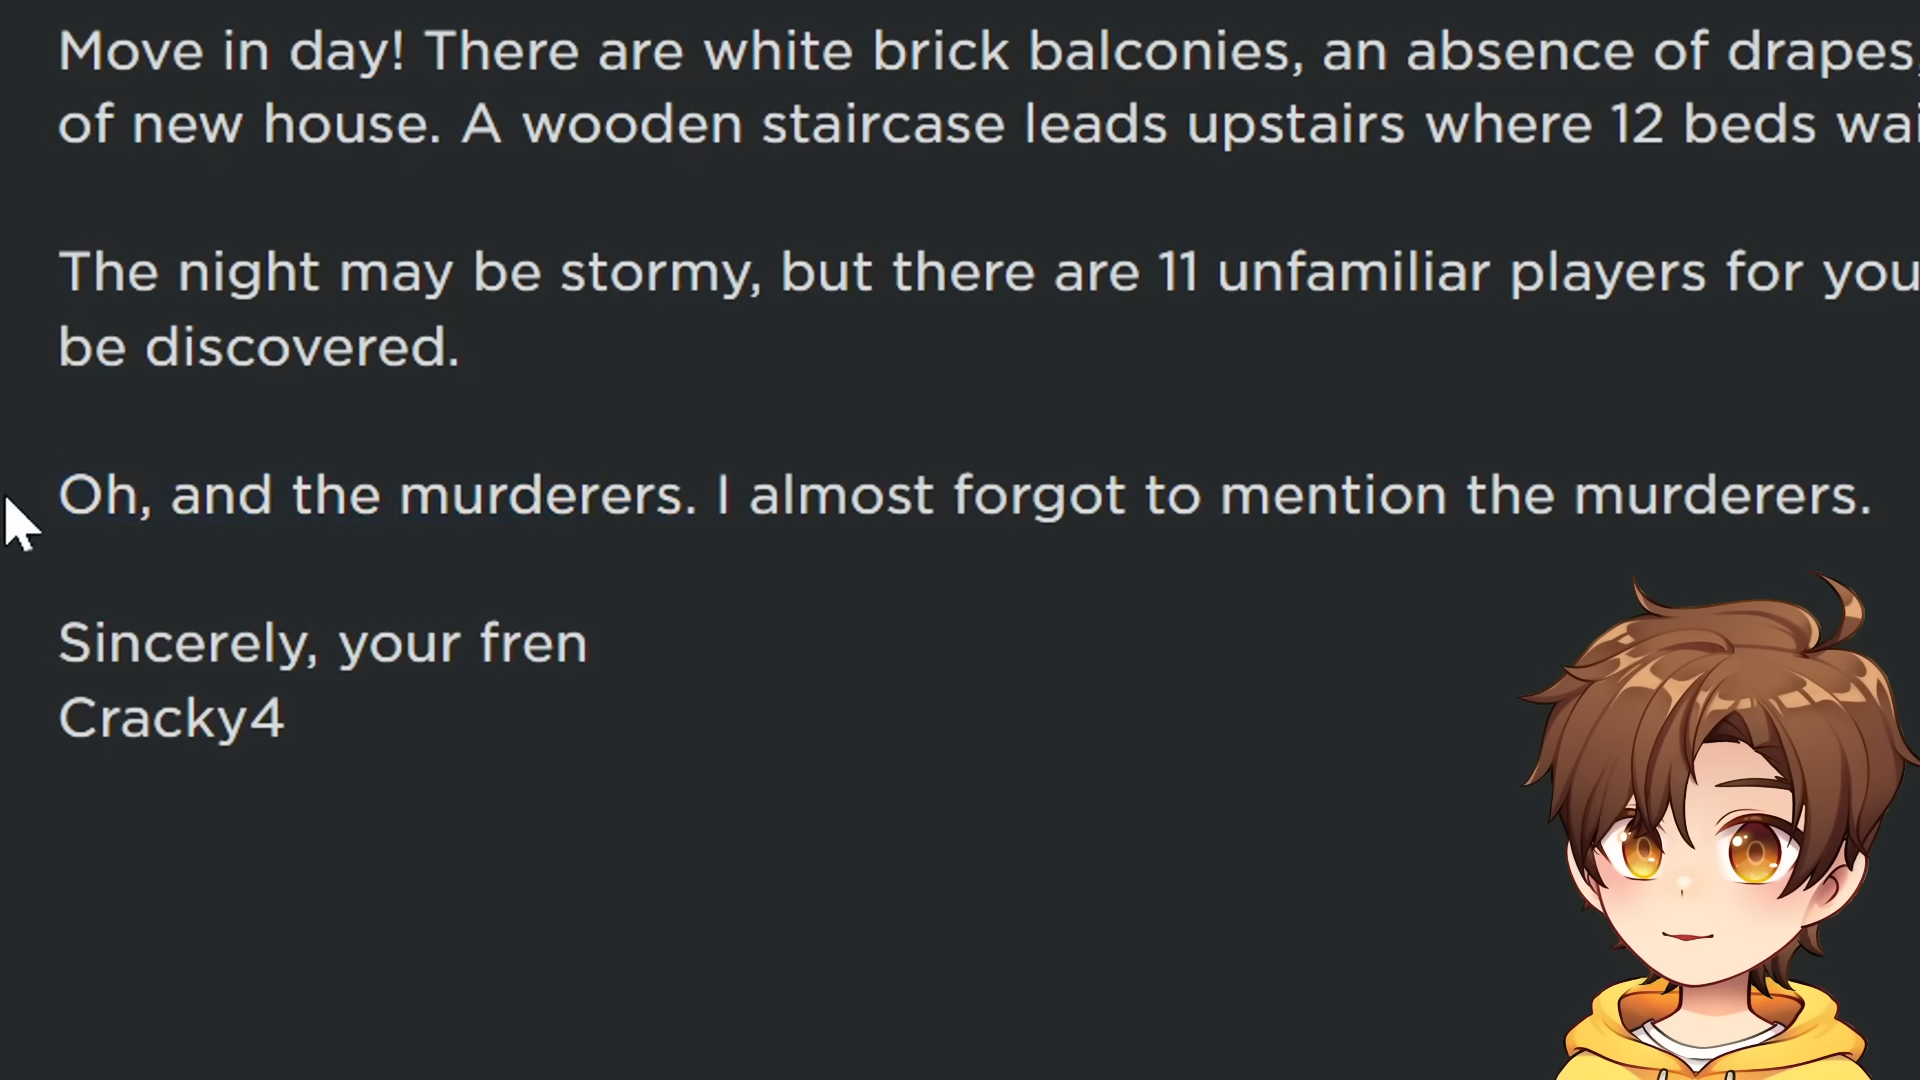 Move in day! There are white brick balconies, an absence of drapes,
of new house. A wooden staircase leads upstairs where 12 beds
The night may be stormy, but there are 11 unfamiliar players for you
be discovered.
Oh, and the murderers. I almost forgot to mention the murderers.
Sincerely, your fren
Cracky4